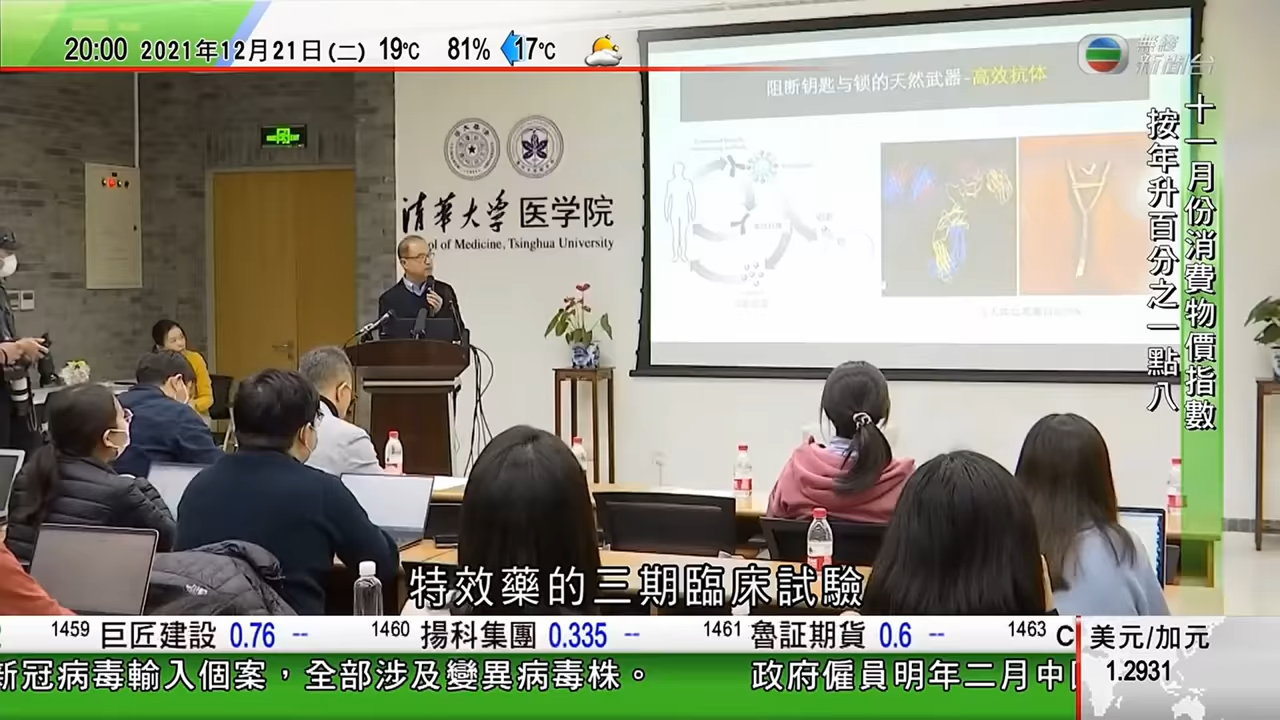 20:00 2021年12月21日(二) 19℃ 81% 17℃
無綫
新聞台
阻断钥匙与锁的天然武器-高效抗体
十一月份消費物價指數
按年升百分之一點八
清華大学 医学院
ol of Medicine, Tsinghua University
特效藥的三期臨床試驗
1459 巨匠建設 0.76 -- 1460 揚科集團 0.335 -- 1461 魯証期貨 0.6 -- 1463 C
美元/加元
1.2931
新冠病毒輸入個案，全部涉及變異病毒株。 政府僱員明年二月中